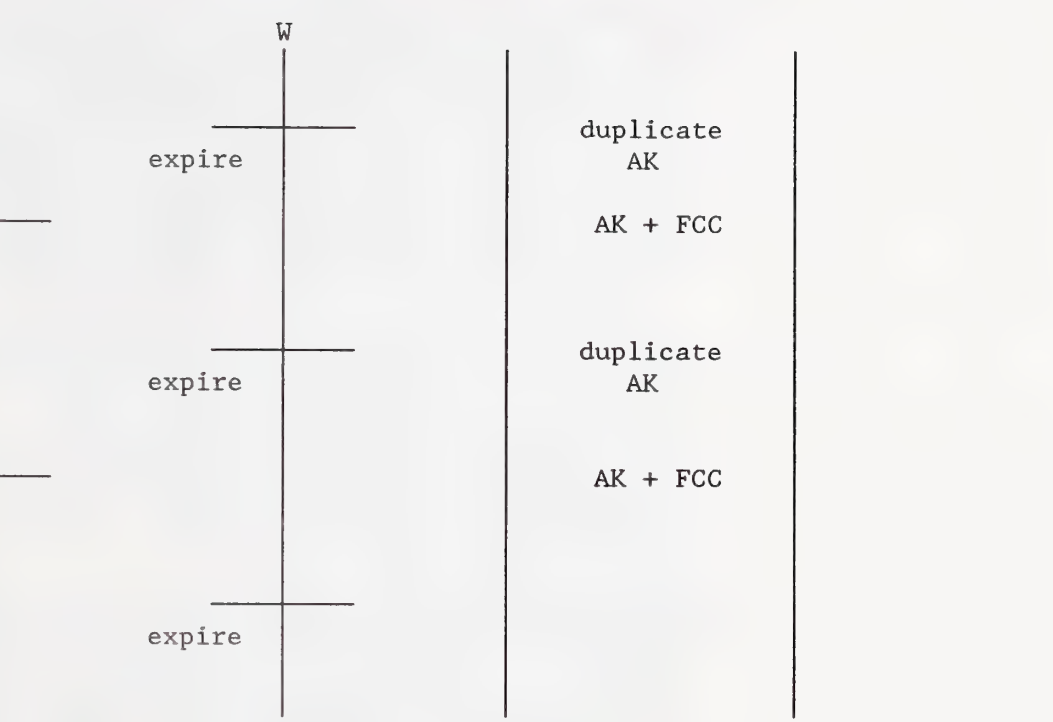 W
duplicate
expire
AK
AK + FCC
duplicate
expire
AK
AK + FCC
expire